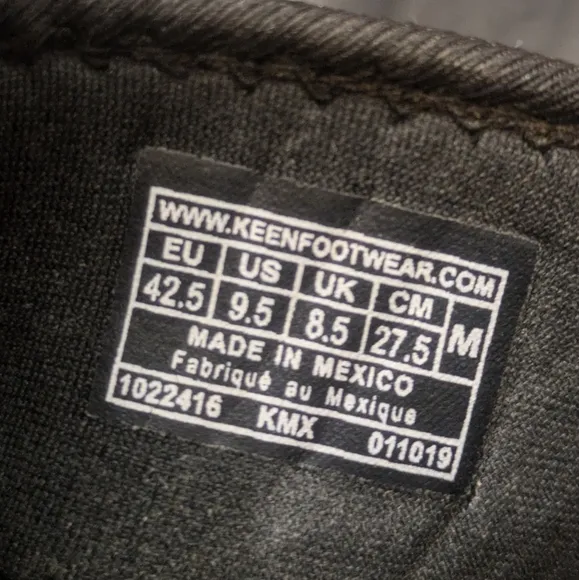 WWW.KEENFOOTWEAR.COM
EU US UK CM M
42.5 9.5 8.5 27.5
MADE IN MEXICO
Fabriqué au Mexique
1022416 KMX 011019